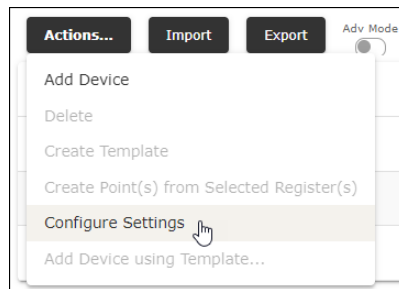 Actions... Import Export Adv Mode
Add Device
Delete
Create Template
Create Point(s) from Selected Register(s)
Configure Settings
Add Device using Template...